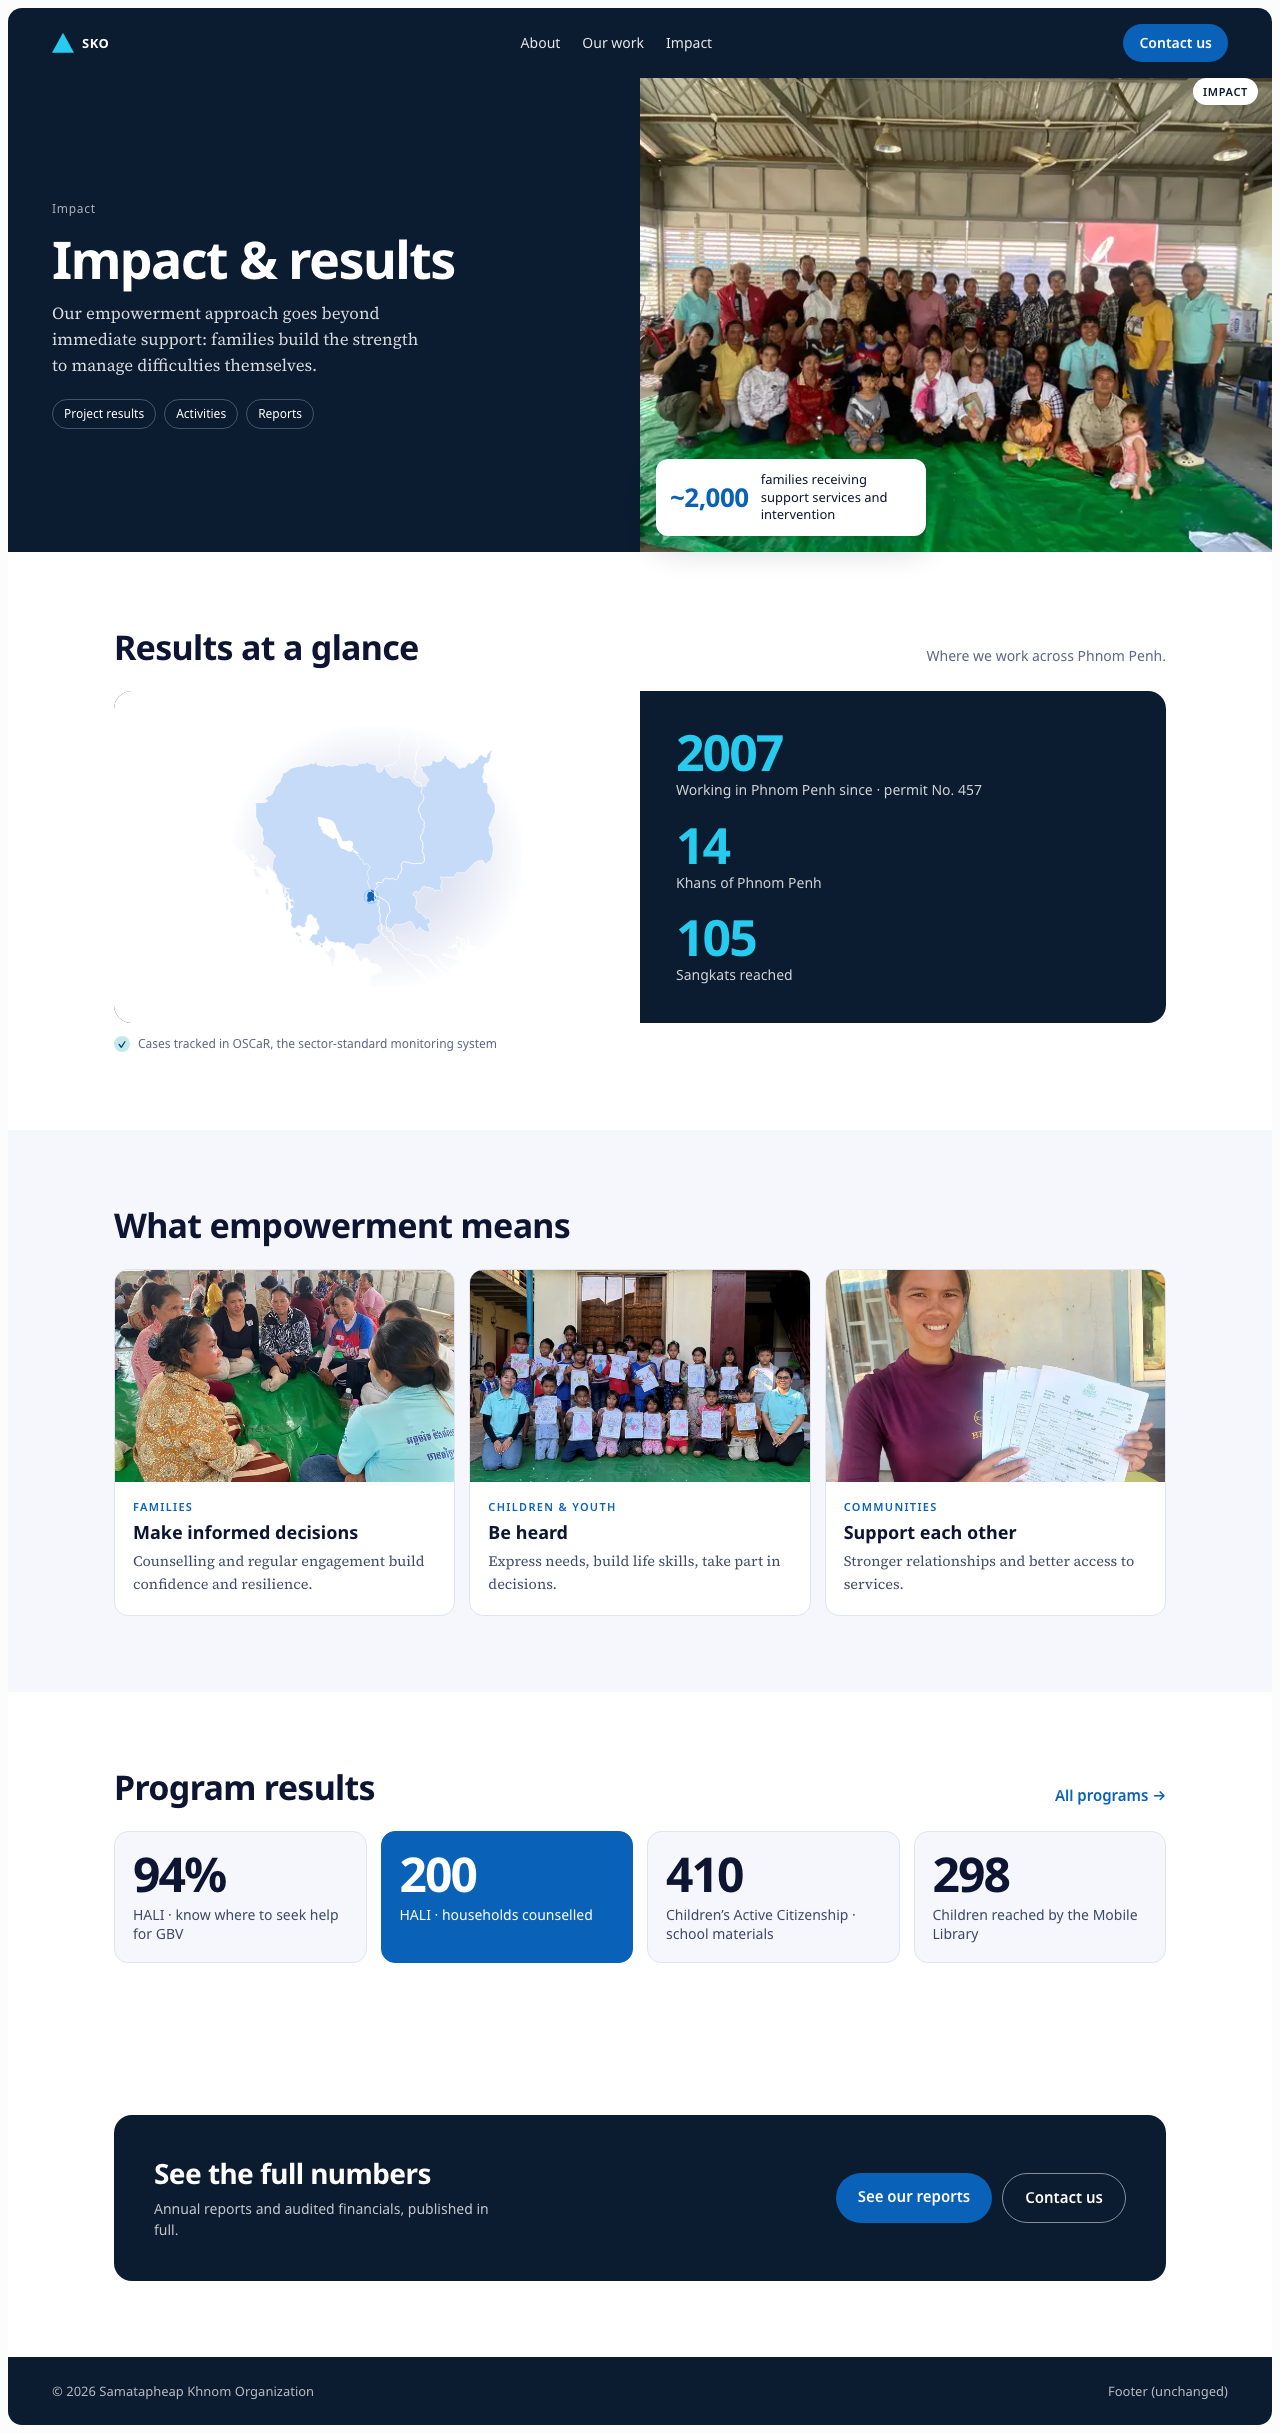 SKO
About
Our work
Impact
Contact us
IMPACT
Impact
Impact & results
Our empowerment approach goes beyond
immediate support: families build the strength
to manage difficulties themselves.
Project results
Activities
Reports
~2,000
families receiving
support services and
intervention
Results at a glance
Where we work across Phnom Penh.
2007
Working in Phnom Penh since · permit No. 457
14
Khans of Phnom Penh
105
Sangkats reached
Cases tracked in OSCaR, the sector-standard monitoring system
What empowerment means
FAMILIES
Make informed decisions
Counselling and regular engagement build
confidence and resilience.
CHILDREN & YOUTH
Be heard
Express needs, build life skills, take part in
decisions.
COMMUNITIES
Support each other
Stronger relationships and better access to
services.
Program results
All programs →
94%
HALI · know where to seek help
for GBV
200
HALI · households counselled
410
Children’s Active Citizenship ·
school materials
298
Children reached by the Mobile
Library
See the full numbers
Annual reports and audited financials, published in
full.
See our reports
Contact us
© 2026 Samatapheap Khnom Organization
Footer (unchanged)